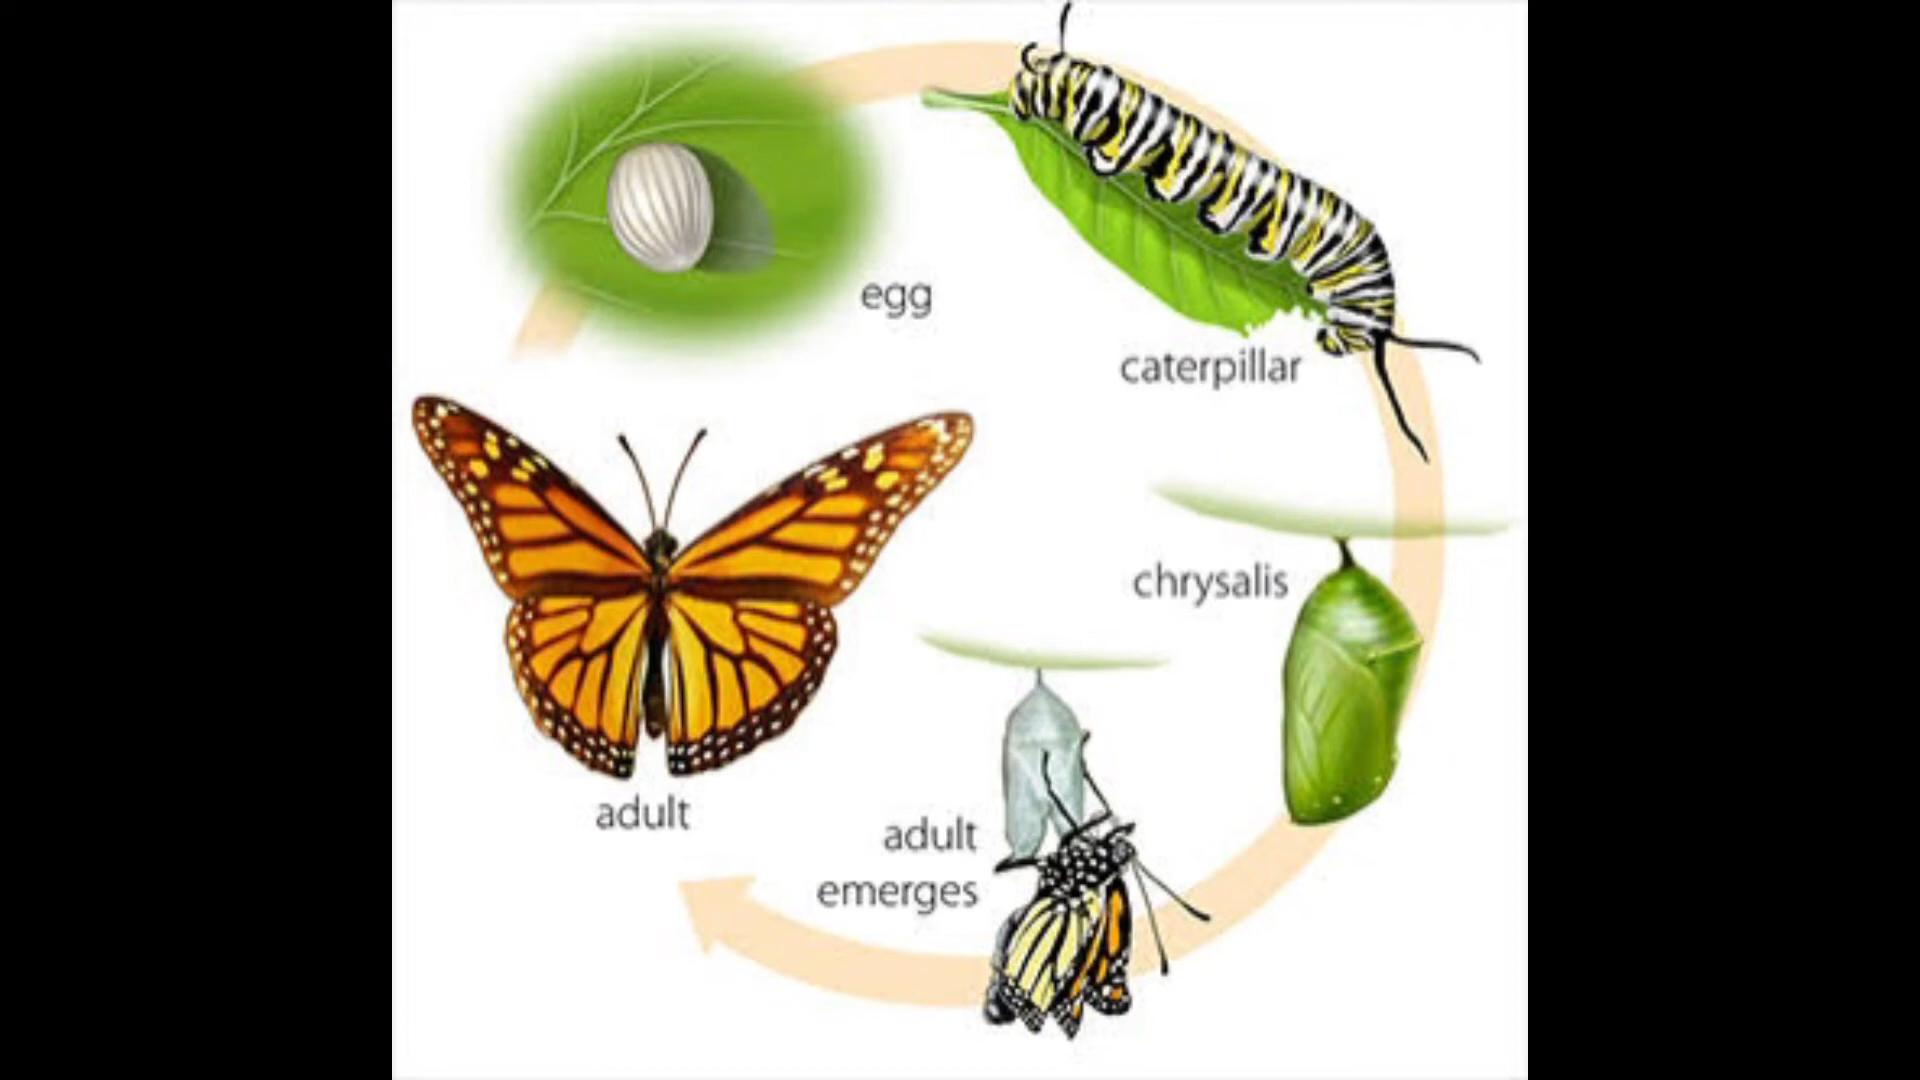 egg
caterpillar
chrysalis
adult
emerges
adult